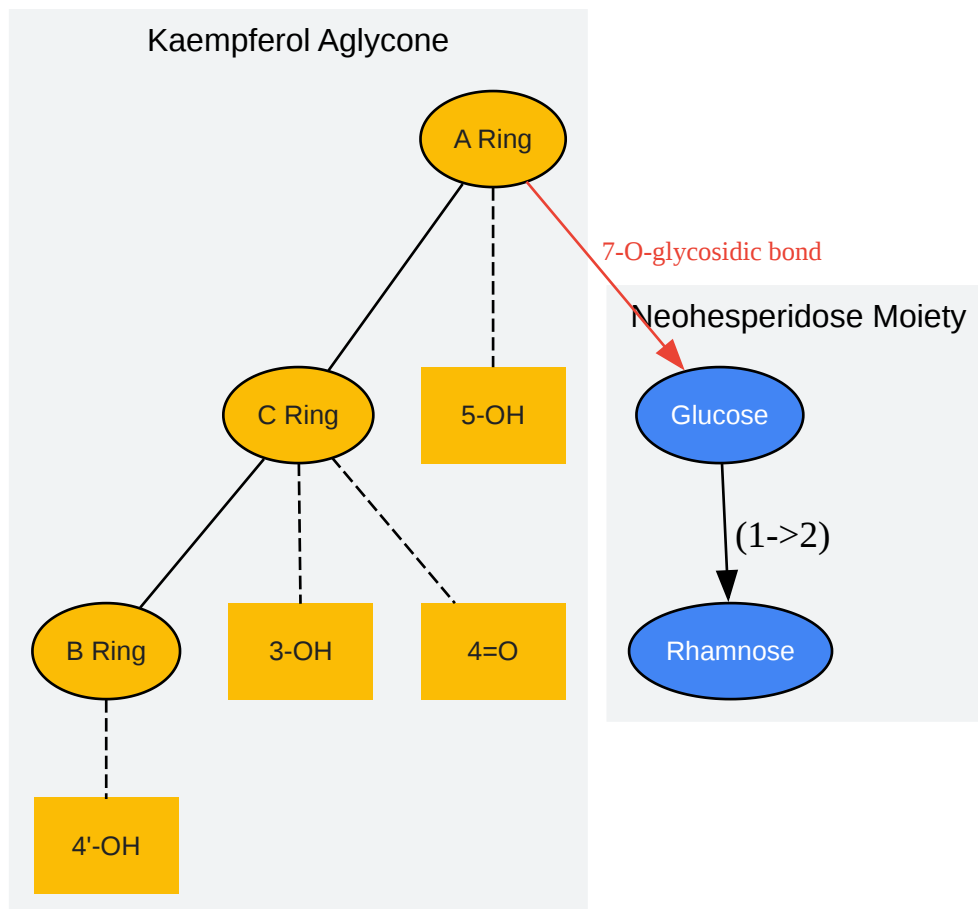 Kaempferol Aglycone
A Ring
7-O-glycosidic bond
Neohesperidose Moiety
C Ring
5-OH
Glucose
(1->2)
B Ring
3-OH
4=O
Rhamnose
4'-OH